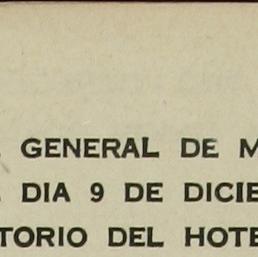 GENERAL DE M
DIA 9 DE DICIE
TORIO DEL HOTE